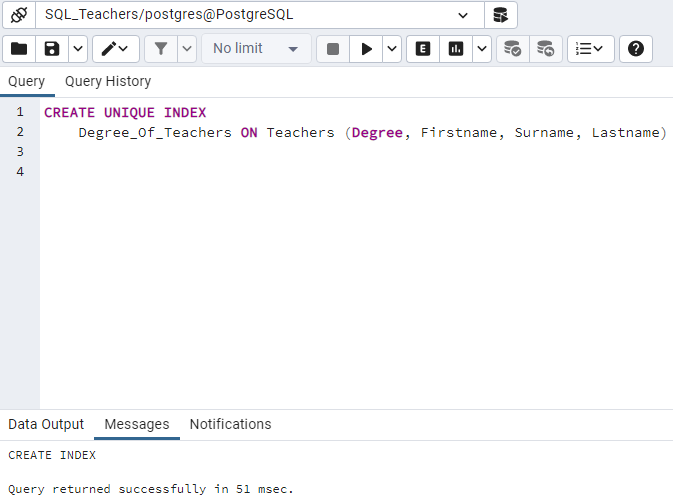 SQL_Teachers/postgres@PostgreSQL
No limit
E
Query Query History
1 CREATE UNIQUE INDEX
2 Degree_Of_Teachers ON Teachers (Degree, Firstname, Surname, Lastname)
3
4
Data Output Messages Notifications
CREATE INDEX
Query returned successfully in 51 msec.